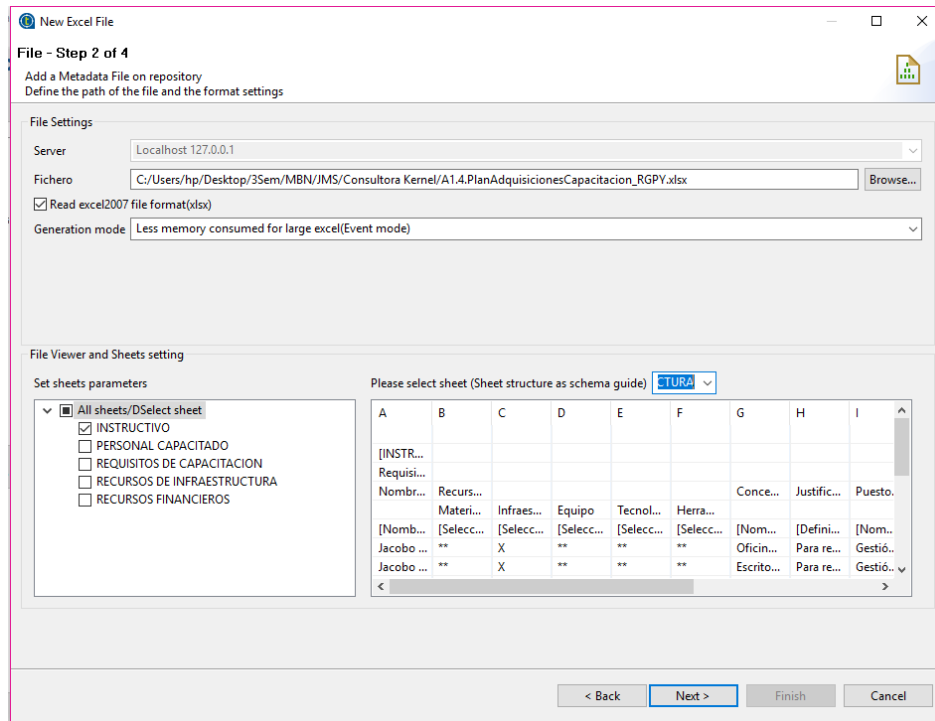 New Excel File
File - Step 2 of 4
Add a Metadata File on repository
Define the path of the file and the format settings
File Settings
Server Localhost 127.0.0.1
Fichero C:/Users/hp/Desktop/3Sem/MBN/JMS/Consultora Kernel/A1.4.PlanAdquisicionesCapacitacion_RGPY.xlsx Browse...
Read excel2007 file format(xlsx)
Generation mode Less memory consumed for large excel(Event mode)
File Viewer and Sheets setting
Set sheets parameters
All sheets/DSelect sheet
INSTRUCTIVO
PERSONAL CAPACITADO
REQUISITOS DE CAPACITACION
RECURSOS DE INFRAESTRUCTURA
RECURSOS FINANCIEROS
Please select sheet (Sheet structure as schema guide) CTURA
A B C D E F G H I
[INSTR...
Requisi...
Nombr... Recurs... Conce... Justific... Puesto.
Materi... Infraes... Equipo Tecnol... Herra...
[Nomb... [Selecc... [Selecc... [Selecc... [Selecc... [Selecc... [Nom... [Defini... [Nom...
Jacobo ... ** X ** ** ** Oficin... Para re... Gestió..
Jacobo ... ** X ** ** ** Escrito... Para re... Gestió..
< Back Next > Finish Cancel